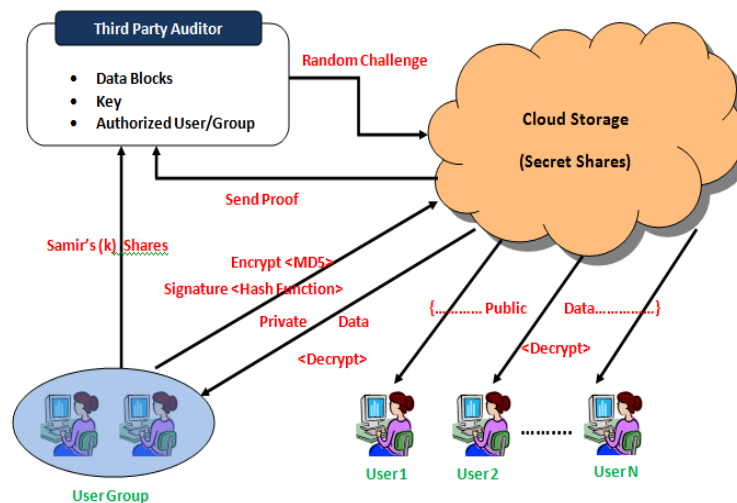 Third Party Auditor
• Data Blocks
• Key
• Authorized User/Group
Random Challenge
Cloud Storage
(Secret Shares)
Send Proof
Samir's (k) Shares
Encrypt <MD5>
Signature <Hash Function>
Private Data
<Decrypt>
{………… Public Data……………}
<Decrypt>
User Group
User 1
User 2
……….
User N